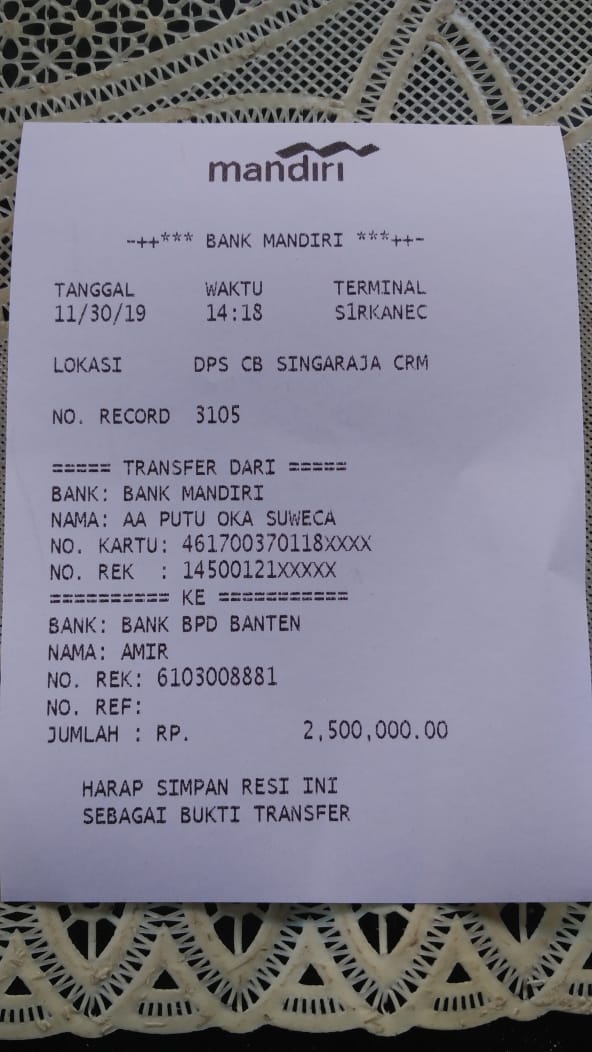 mandiri
-++*** BANK MANDIRI ***++-
TANGGAL WAKTU TERMINAL
11/30/19 14:18 S1RKANEC
LOKASI DPS CB SINGARAJA CRM
NO. RECORD 3105
===== TRANSFER DARI =====
BANK: BANK MANDIRI
NAMA: AA PUTU OKA SUWECA
NO. KARTU: 461700370118XXXX
NO. REK : 14500121XXXXX
========== KE ===========
BANK: BANK BPD BANTEN
NAMA: AMIR
NO. REK: 6103008881
NO. REF:
JUMLAH : RP. 2,500,000.00
HARAP SIMPAN RESI INI
SEBAGAI BUKTI TRANSFER